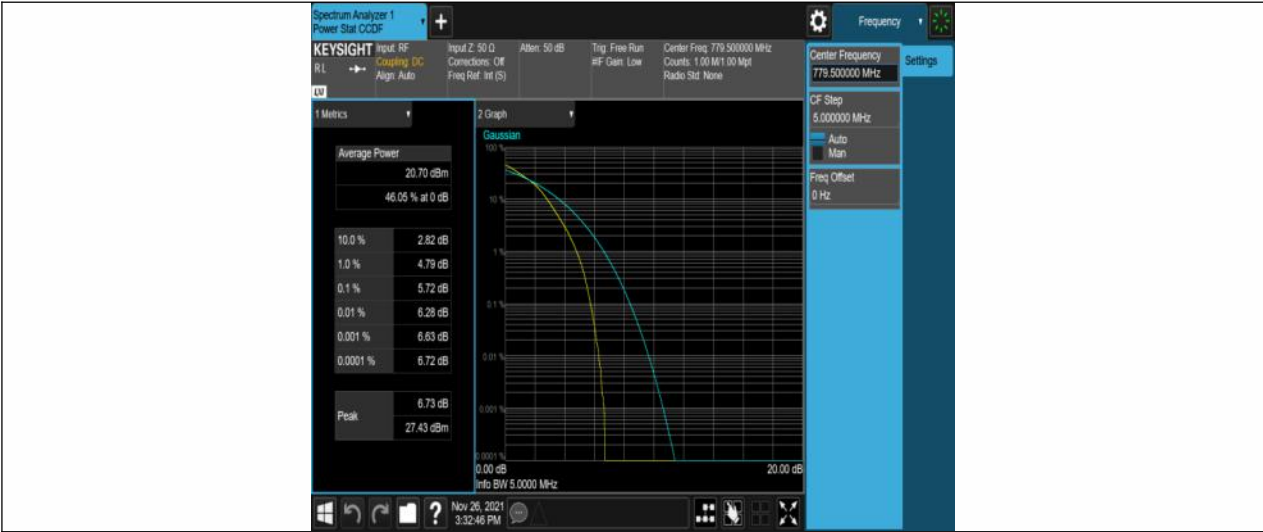 Spectrum Analyzer 1
Power Stat CCDF
Frequency
KEYSIGHT
R L
LV
Input: RF
Coupling: DC
Align: Auto
Input Z: 50 Ω
Corrections: Off
Freq Ref: Int (S)
Atten: 50 dB
Trig: Free Run
#IF Gain: Low
Center Freq: 779.500000 MHz
Counts: 1.00 M/1.00 Mpt
Radio Std: None
Center Frequency
779.500000 MHz
Settings
CF Step
5.000000 MHz
Auto
Man
Freq Offset
0 Hz
1 Metrics
Average Power
20.70 dBm
46.05 % at 0 dB
10.0 % 2.82 dB
1.0 % 4.79 dB
0.1 % 5.72 dB
0.01 % 6.28 dB
0.001 % 6.63 dB
0.0001 % 6.72 dB
Peak
6.73 dB
27.43 dBm
2 Graph
Gaussian
100 %
10 %
1 %
0.1 %
0.01 %
0.001 %
0.0001 %
0.00 dB 20.00 dB
Info BW 5.0000 MHz
? Nov 26, 2021
3:32:46 PM